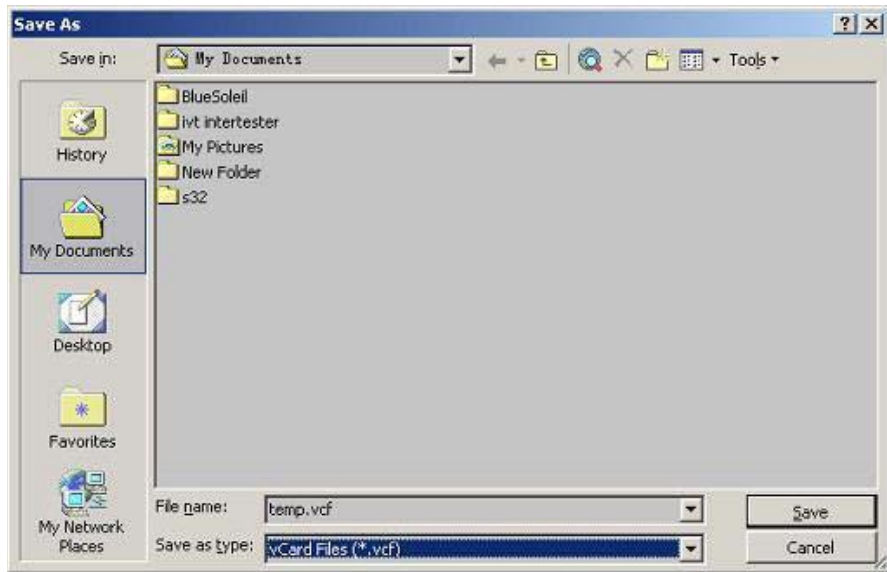 Save As
Save in: My Documents Tools
History
My Documents
Desktop
Favorites
My Network
Places
BlueSoleil
ivt intertester
My Pictures
New Folder
s32
File name: temp.vcf Save
Save as type: vCard Files (*.vcf) Cancel